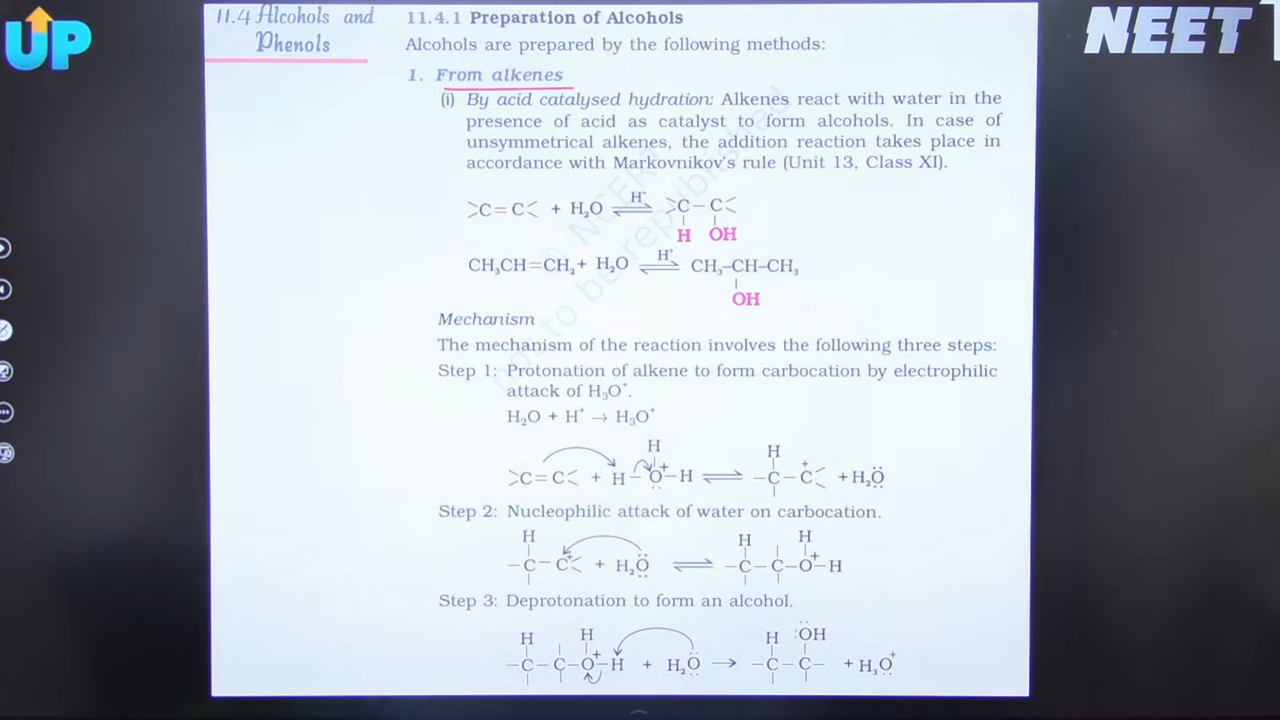 UP
NEET
11.4 Alcohols and
Phenols
11.4.1 Preparation of Alcohols
Alcohols are prepared by the following methods:
1. From alkenes
(i) By acid catalysed hydration: Alkenes react with water in the
presence of acid as catalyst to form alcohols. In case of
unsymmetrical alkenes, the addition reaction takes place in
accordance with Markovnikov's rule (Unit 13, Class XI).
>C=C< + H₂O ⇌ >C–C<
H⁺
H OH
CH₃CH=CH₂ + H₂O ⇌ CH₃–CH–CH₃
H⁺
OH
Mechanism
The mechanism of the reaction involves the following three steps:
Step 1: Protonation of alkene to form carbocation by electrophilic
attack of H₃O⁺.
H₂O + H⁺ → H₃O⁺
H
H
>C=C< + H–O⁺–H ⇌ –C–C⁺< + H₂O
Step 2: Nucleophilic attack of water on carbocation.
H H H
–C–C⁺< + H₂O ⇌ –C–C–O⁺–H
Step 3: Deprotonation to form an alcohol.
H H H :OH
–C–C–O⁺–H + H₂O → –C–C– + H₃O⁺